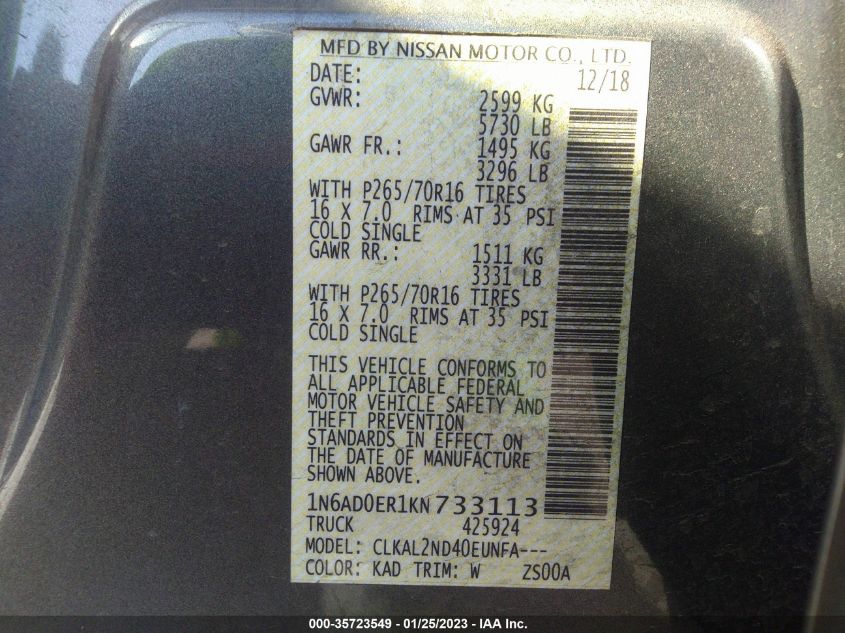 MFD BY NISSAN MOTOR CO., LTD.
DATE: 12/18
GVWR: 2599 KG
5730 LB
GAWR FR.: 1495 KG
3296 LB
WITH P265/70R16 TIRES
16 X 7.0 RIMS AT 35 PSI
COLD SINGLE
GAWR RR.: 1511 KG
3331 LB
WITH P265/70R16 TIRES
16 X 7.0 RIMS AT 35 PSI
COLD SINGLE
THIS VEHICLE CONFORMS TO
ALL APPLICABLE FEDERAL
MOTOR VEHICLE SAFETY AND
THEFT PREVENTION
STANDARDS IN EFFECT ON
THE DATE OF MANUFACTURE
SHOWN ABOVE.
1N6AD0ER1KN733113
TRUCK 425924
MODEL: CLKAL2ND40EUNFA---
COLOR: KAD TRIM: W ZS00A
000-35723549 - 01/25/2023 - IAA Inc.